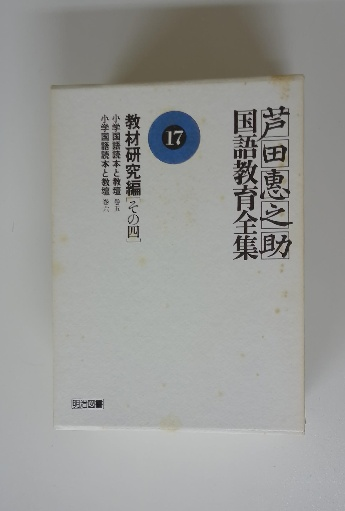 芦田惠之助
国語教育全集
17
教材研究編「その四」
小学国語読本と教壇 巻五
小学国語読本と教壇 巻六
明治図書